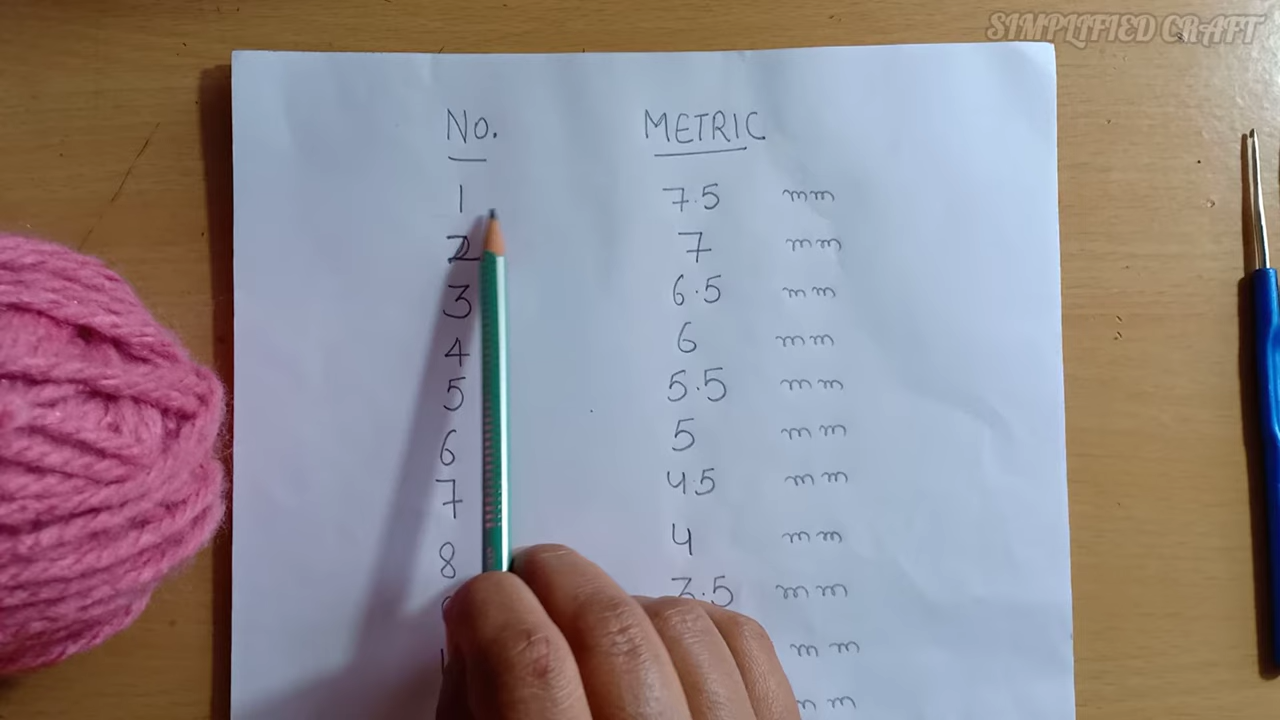 SIMPLIFIED CRAFT
No. METRIC
1 7.5 mm
2 7 mm
3 6.5 mm
4 6 mm
5 5.5 mm
6 5 mm
7 4.5 mm
8 4 mm
3.5 mm
mm
mm